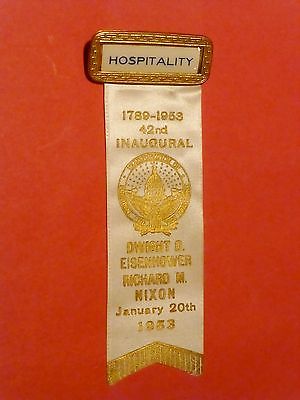 HOSPITALITY
1789-1953
42nd
INAUGURAL
DWIGHT D.
EISENHOWER
RICHARD M.
NIXON
January 20th
1953